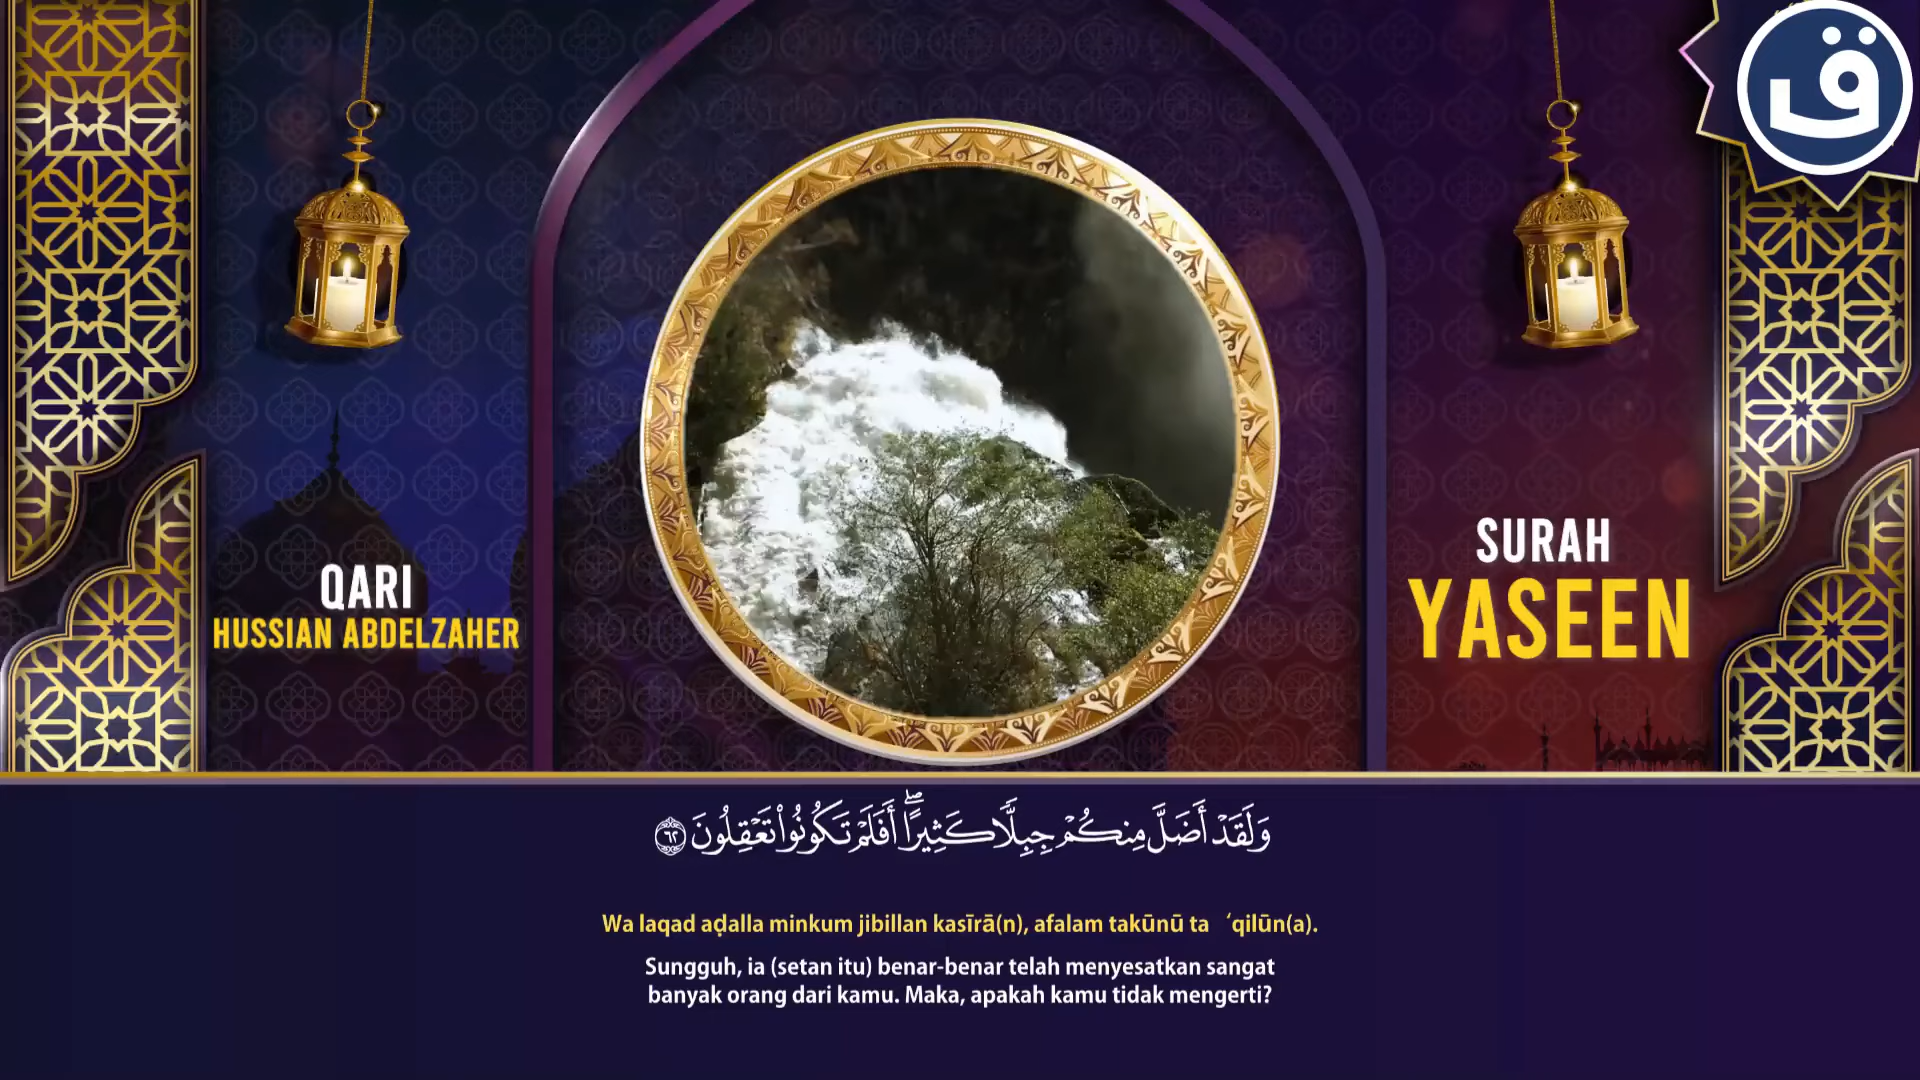 ق
QARI
HUSSIAN ABDELZAHER
SURAH
YASEEN
وَلَقَدْ أَضَلَّ مِنكُمْ جِبِلًّا كَثِيرًا ۖ أَفَلَمْ تَكُونُوا۟ تَعْقِلُونَ ٦٢
Wa laqad aḍalla minkum jibillan kasīrā(n), afalam takūnū ta ‘qilūn(a).
Sungguh, ia (setan itu) benar-benar telah menyesatkan sangat
banyak orang dari kamu. Maka, apakah kamu tidak mengerti?